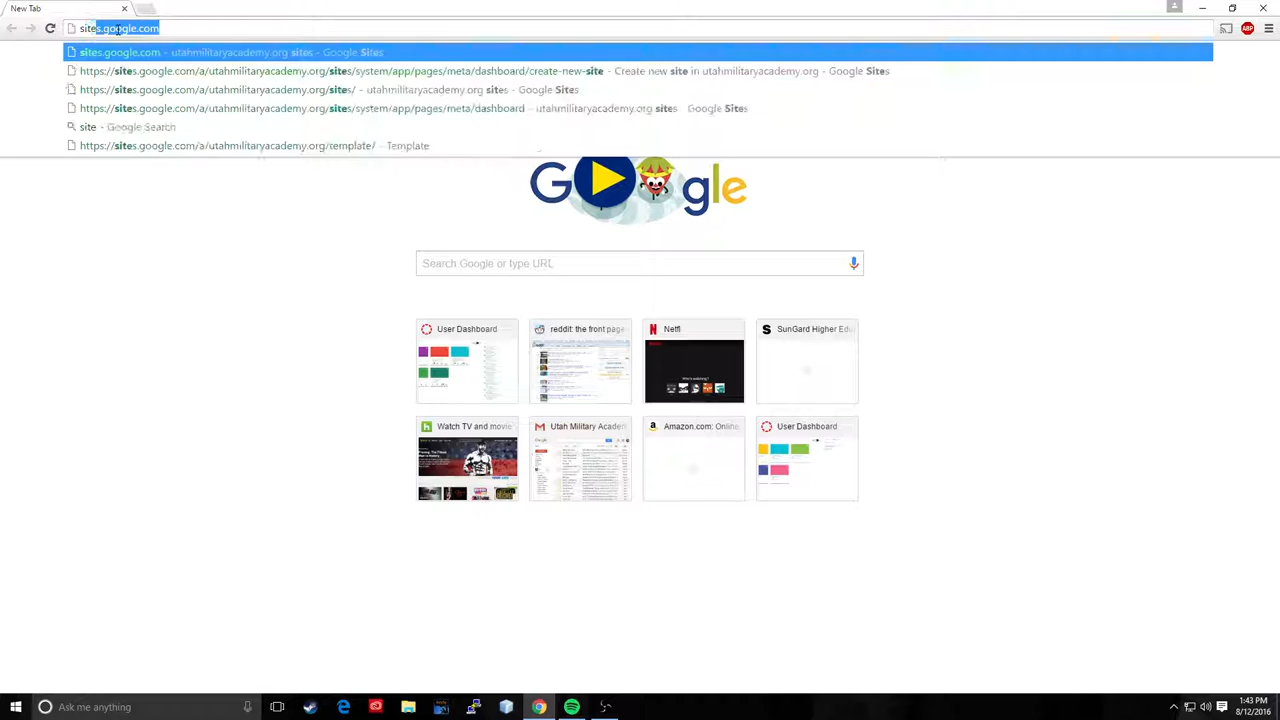 New Tab
sites.google.com
sites.google.com - utahmilitaryacademy.org sites - Google Sites
https://sites.google.com/a/utahmilitaryacademy.org/sites/system/app/pages/meta/dashboard/create-new-site - Create new site in utahmilitaryacademy.org - Google Sites
https://sites.google.com/a/utahmilitaryacademy.org/sites/ - utahmilitaryacademy.org sites - Google Sites
https://sites.google.com/a/utahmilitaryacademy.org/sites/system/app/pages/meta/dashboard - utahmilitaryacademy.org sites - Google Sites
site - Google Search
https://sites.google.com/a/utahmilitaryacademy.org/template/ - Template
ABP
Google
Search Google or type URL
User Dashboard
reddit: the front page
Netfl
SunGard Higher Edu
Watch TV and movie
Utah Military Acade
Amazon.com: Online
User Dashboard
Ask me anything
1:43 PM
8/12/2016